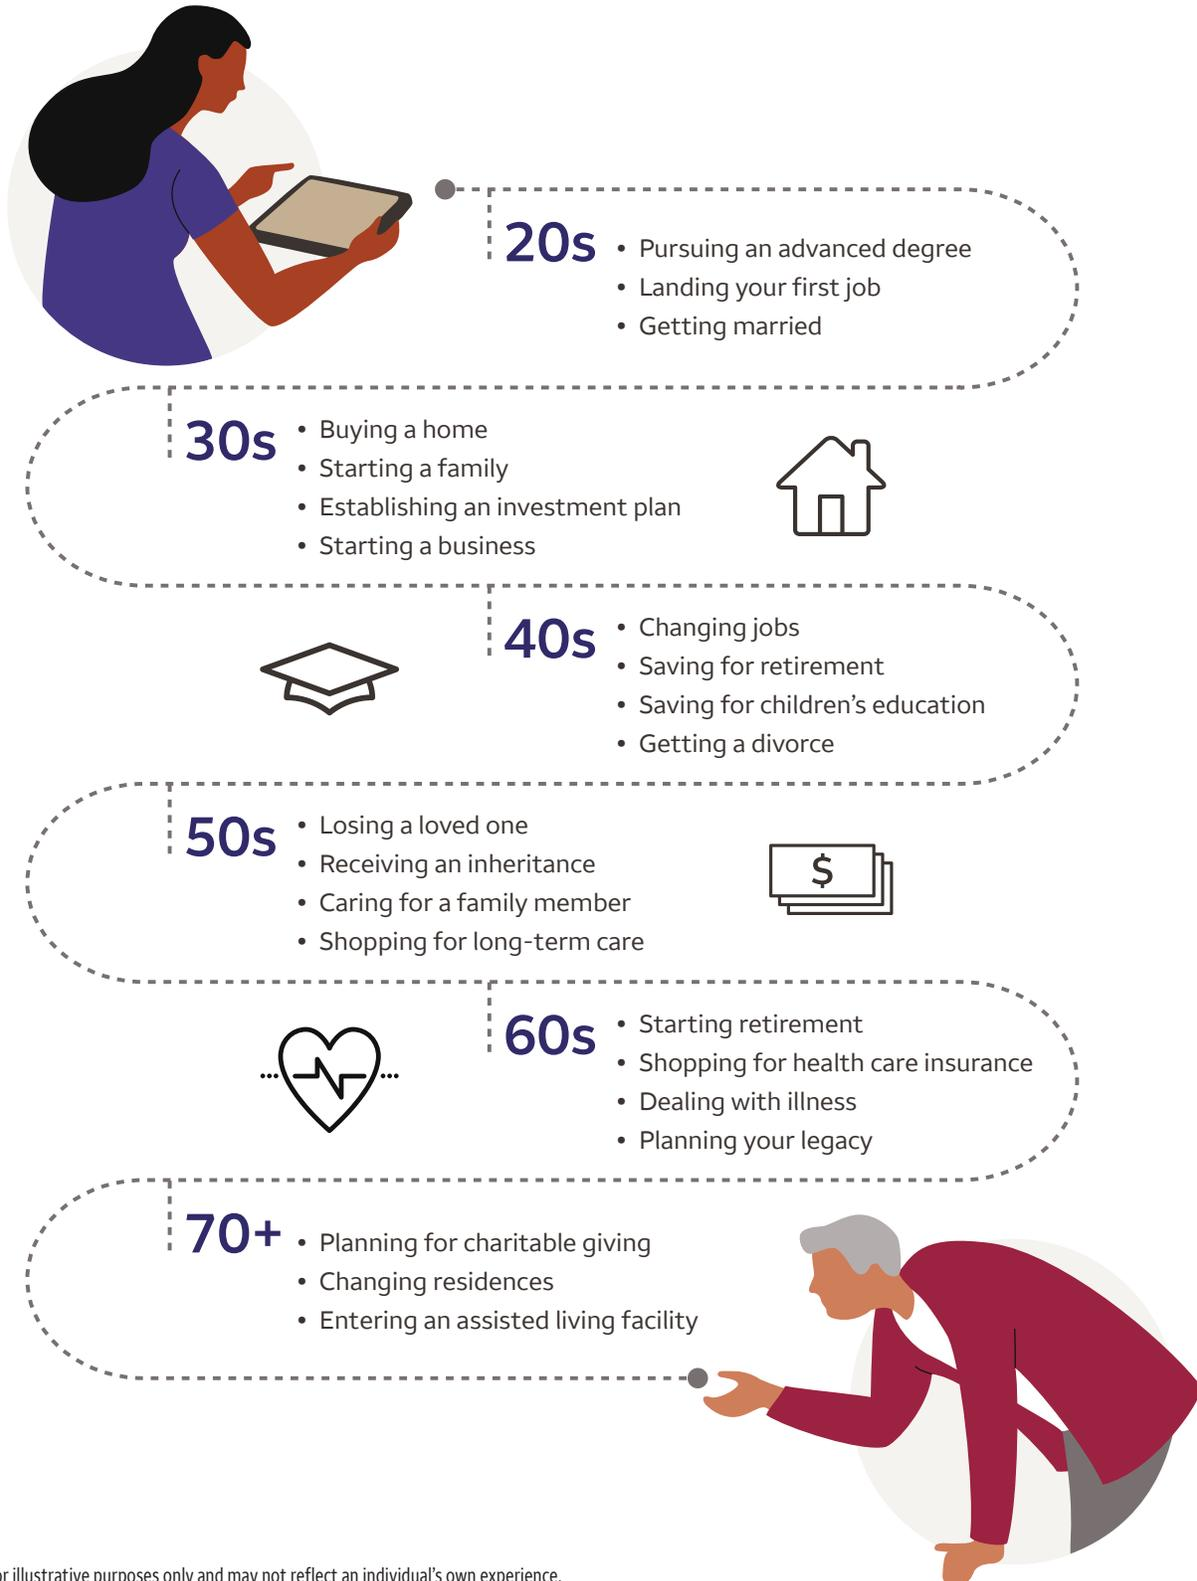 20s
• Pursuing an advanced degree
• Landing your first job
• Getting married
30s
• Buying a home
• Starting a family
• Establishing an investment plan
• Starting a business
40s
• Changing jobs
• Saving for retirement
• Saving for children’s education
• Getting a divorce
50s
• Losing a loved one
• Receiving an inheritance
• Caring for a family member
• Shopping for long-term care
$
60s
• Starting retirement
• Shopping for health care insurance
• Dealing with illness
• Planning your legacy
70+
• Planning for charitable giving
• Changing residences
• Entering an assisted living facility
illustrative purposes only and may not reflect an individual’s own experience.